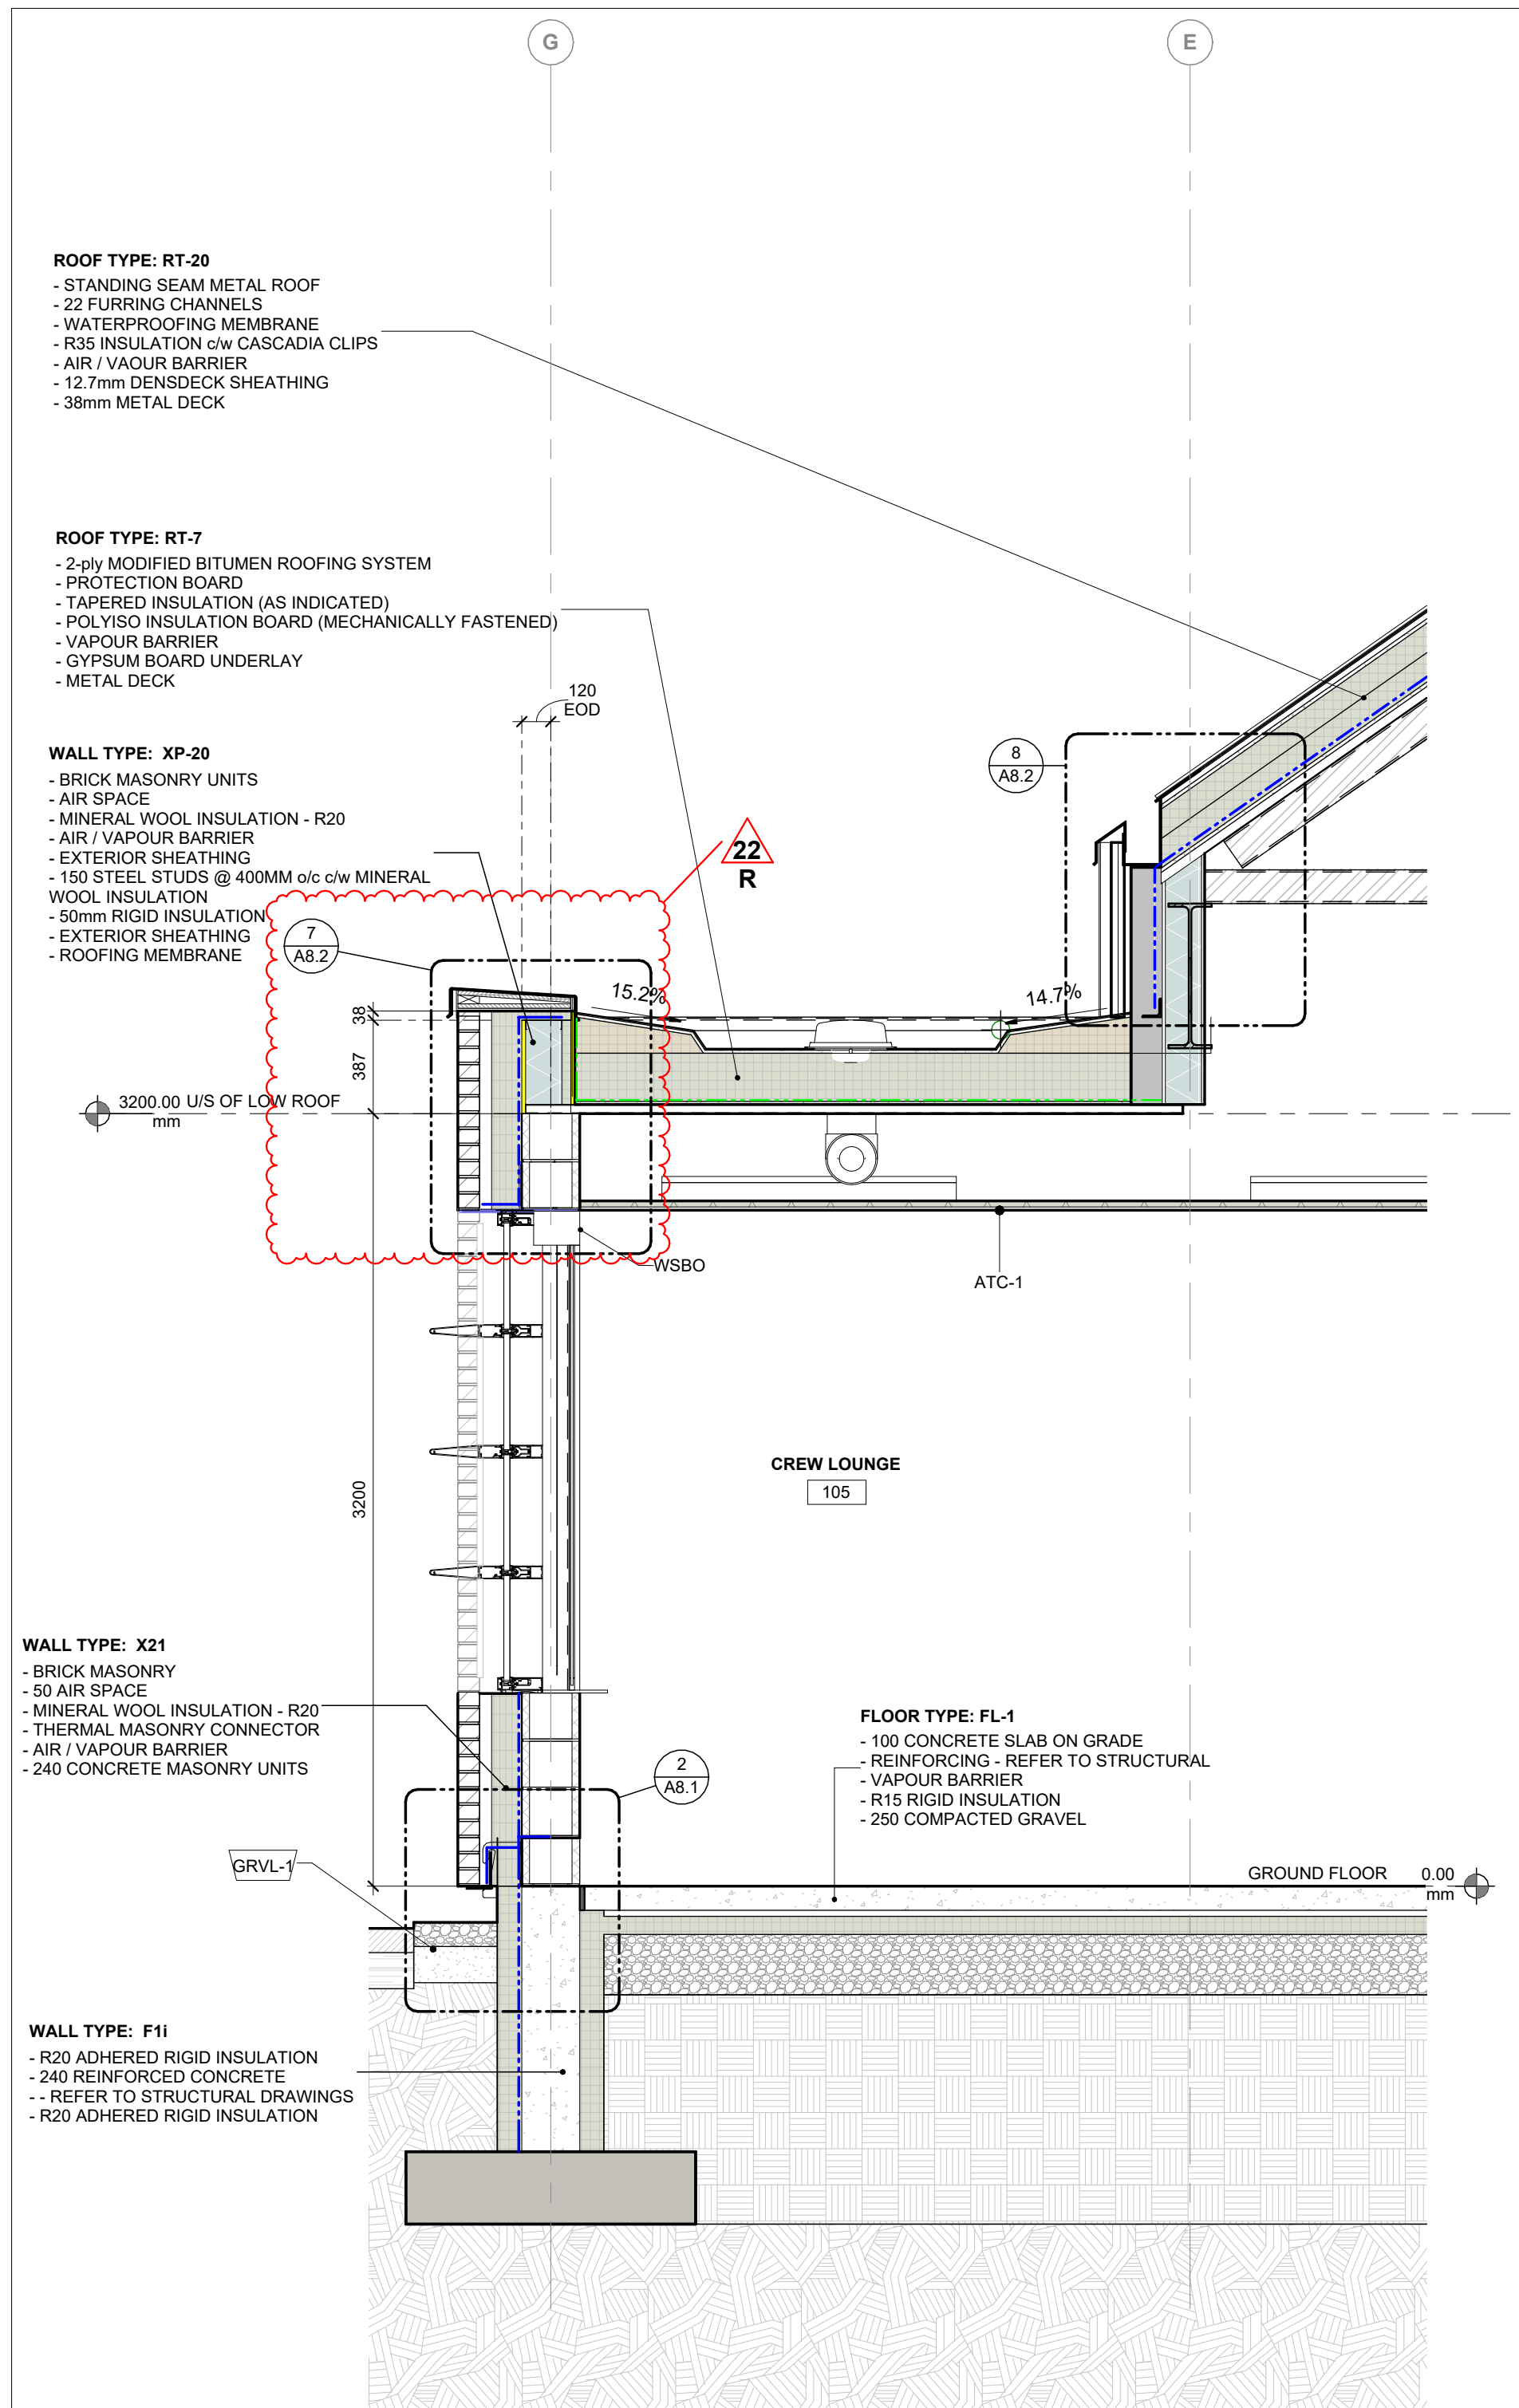 G
E
ROOF TYPE: RT-20
- STANDING SEAM METAL ROOF
- 22 FURRING CHANNELS
- WATERPROOFING MEMBRANE
- R35 INSULATION c/w CASCADIA CLIPS
- AIR / VAOUR BARRIER
- 12.7mm DENSDECK SHEATHING
- 38mm METAL DECK
ROOF TYPE: RT-7
- 2-ply MODIFIED BITUMEN ROOFING SYSTEM
- PROTECTION BOARD
- TAPERED INSULATION (AS INDICATED)
- POLYISO INSULATION BOARD (MECHANICALLY FASTENED)
- VAPOUR BARRIER
- GYPSUM BOARD UNDERLAY
- METAL DECK
120
EOD
WALL TYPE: XP-20
- BRICK MASONRY UNITS
- AIR SPACE
- MINERAL WOOL INSULATION - R20
- AIR / VAPOUR BARRIER
- EXTERIOR SHEATHING
- 150 STEEL STUDS @ 400MM o/c c/w MINERAL
WOOL INSULATION
- 50mm RIGID INSULATION
- EXTERIOR SHEATHING
- ROOFING MEMBRANE
8
A8.2
22
R
7
A8.2
15.2%
14.7%
38
387
3200.00 U/S OF LOW ROOF
mm
WSBO
ATC-1
CREW LOUNGE
105
3200
WALL TYPE: X21
- BRICK MASONRY
- 50 AIR SPACE
- MINERAL WOOL INSULATION - R20
- THERMAL MASONRY CONNECTOR
- AIR / VAPOUR BARRIER
- 240 CONCRETE MASONRY UNITS
2
A8.1
FLOOR TYPE: FL-1
- 100 CONCRETE SLAB ON GRADE
- REINFORCING - REFER TO STRUCTURAL
- VAPOUR BARRIER
- R15 RIGID INSULATION
- 250 COMPACTED GRAVEL
GRVL-1
GROUND FLOOR 0.00
mm
WALL TYPE: F1i
- R20 ADHERED RIGID INSULATION
- 240 REINFORCED CONCRETE
- - REFER TO STRUCTURAL DRAWINGS
- R20 ADHERED RIGID INSULATION